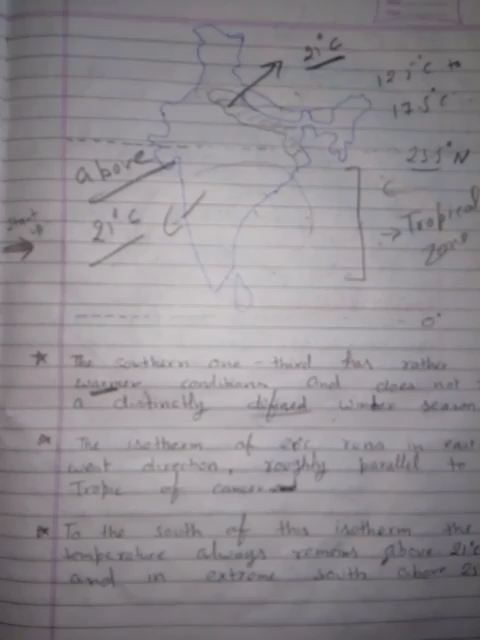 21°C
12.5°C to
17.5°C
23.5°N
above
21°C
Start
→ Tropical
Zone
0°
* The southern one-third has rather
warmer conditions and does not
a distinctly defined winter season
* The isotherm of 21°C runs in east
west direction, roughly parallel to
Tropic of cancer
* To the south of this isotherm the
temperature always remains above 21°C
and in extreme south above